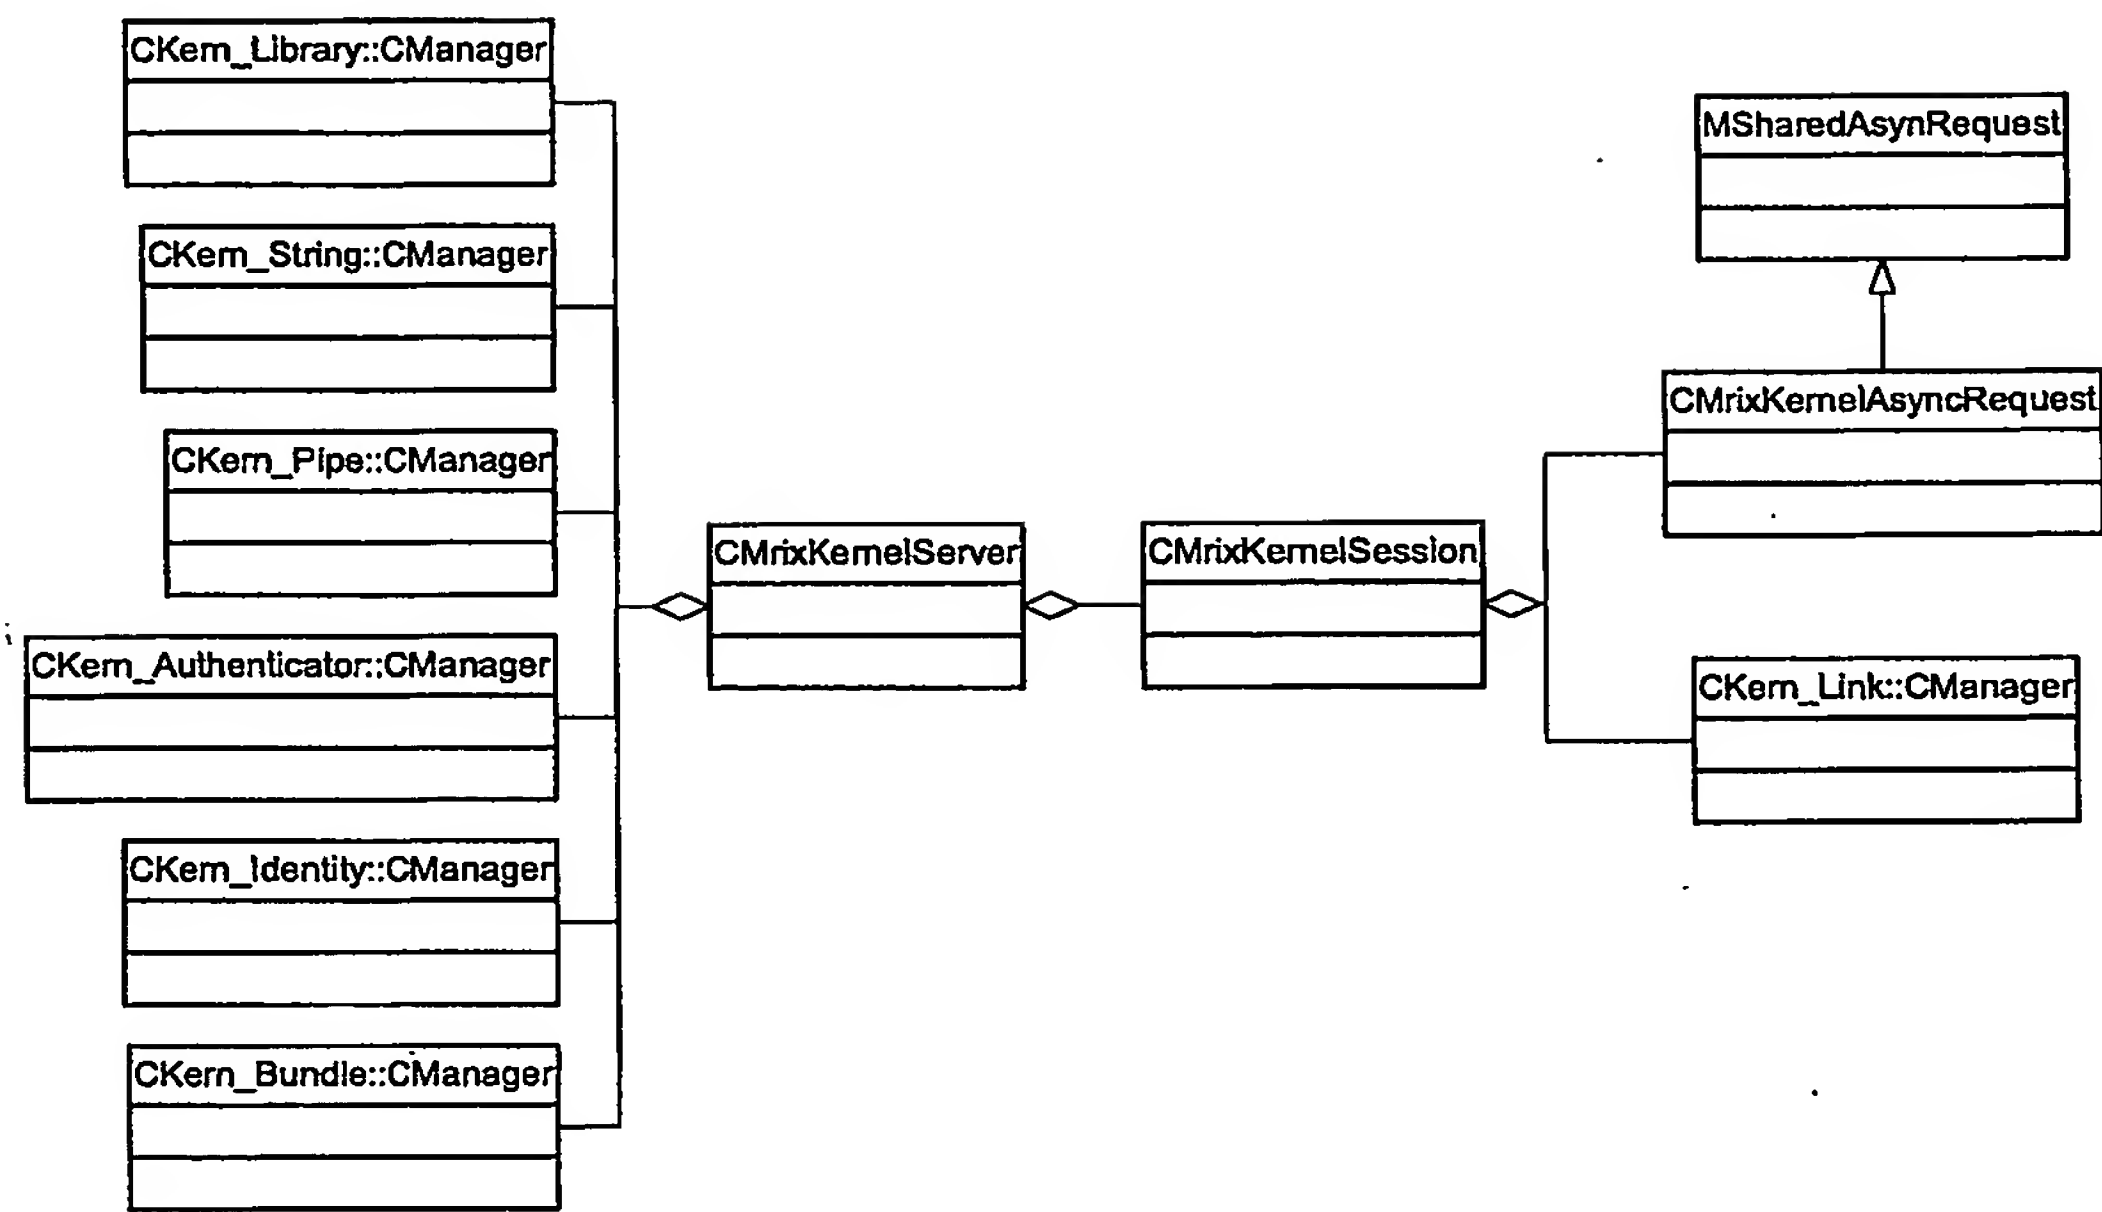 CKern_Library::CManager
MSharedAsynRequest
CKern_String::CManager
CMrixKernelAsyncRequest
CKern_Pipe::CManager
CMrixKernelServer
CMrixKernelSession
CKern_Authenticator::CManager
CKern_Link::CManager
CKern_Identity::CManager
CKern_Bundle::CManager